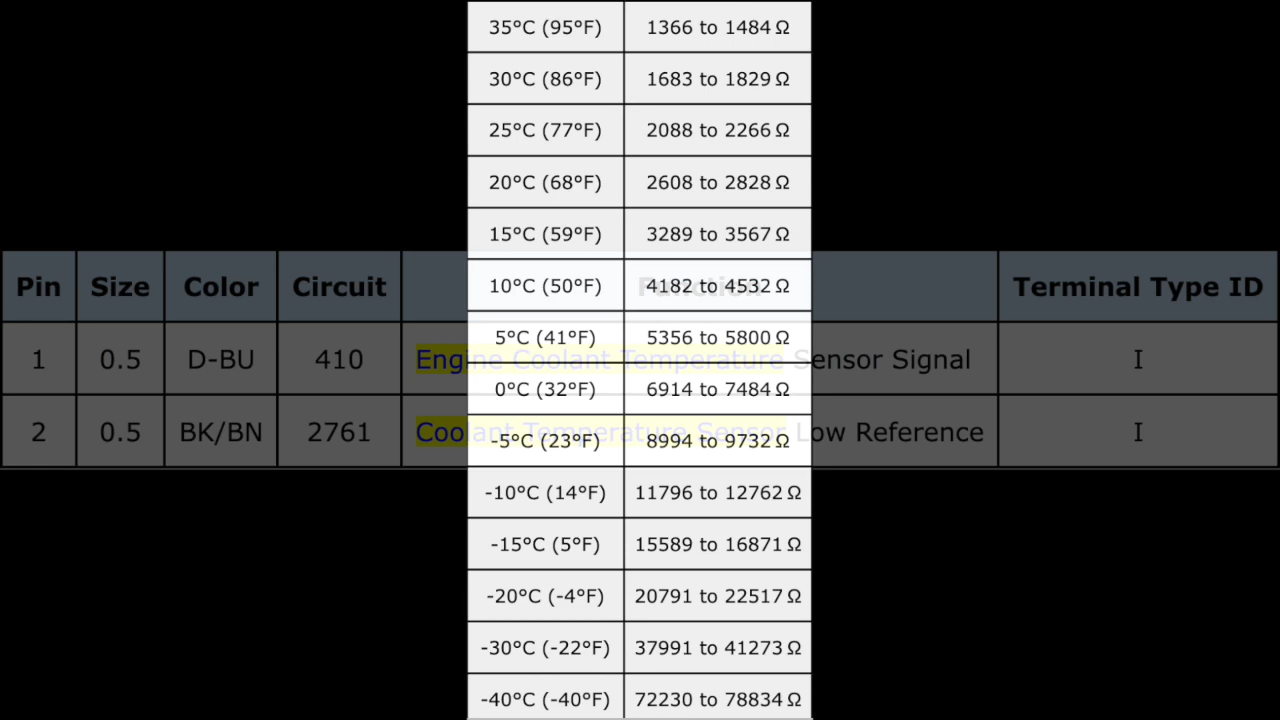 35°C (95°F) 1366 to 1484 Ω
30°C (86°F) 1683 to 1829 Ω
25°C (77°F) 2088 to 2266 Ω
20°C (68°F) 2608 to 2828 Ω
15°C (59°F) 3289 to 3567 Ω
10°C (50°F) 4182 to 4532 Ω
5°C (41°F) 5356 to 5800 Ω
0°C (32°F) 6914 to 7484 Ω
-5°C (23°F) 8994 to 9732 Ω
-10°C (14°F) 11796 to 12762 Ω
-15°C (5°F) 15589 to 16871 Ω
-20°C (-4°F) 20791 to 22517 Ω
-30°C (-22°F) 37991 to 41273 Ω
-40°C (-40°F) 72230 to 78834 Ω
Pin Size Color Circuit Function Terminal Type ID
1 0.5 D-BU 410 Engine Coolant Temperature Sensor Signal I
2 0.5 BK/BN 2761 Coolant Temperature Sensor Low Reference I